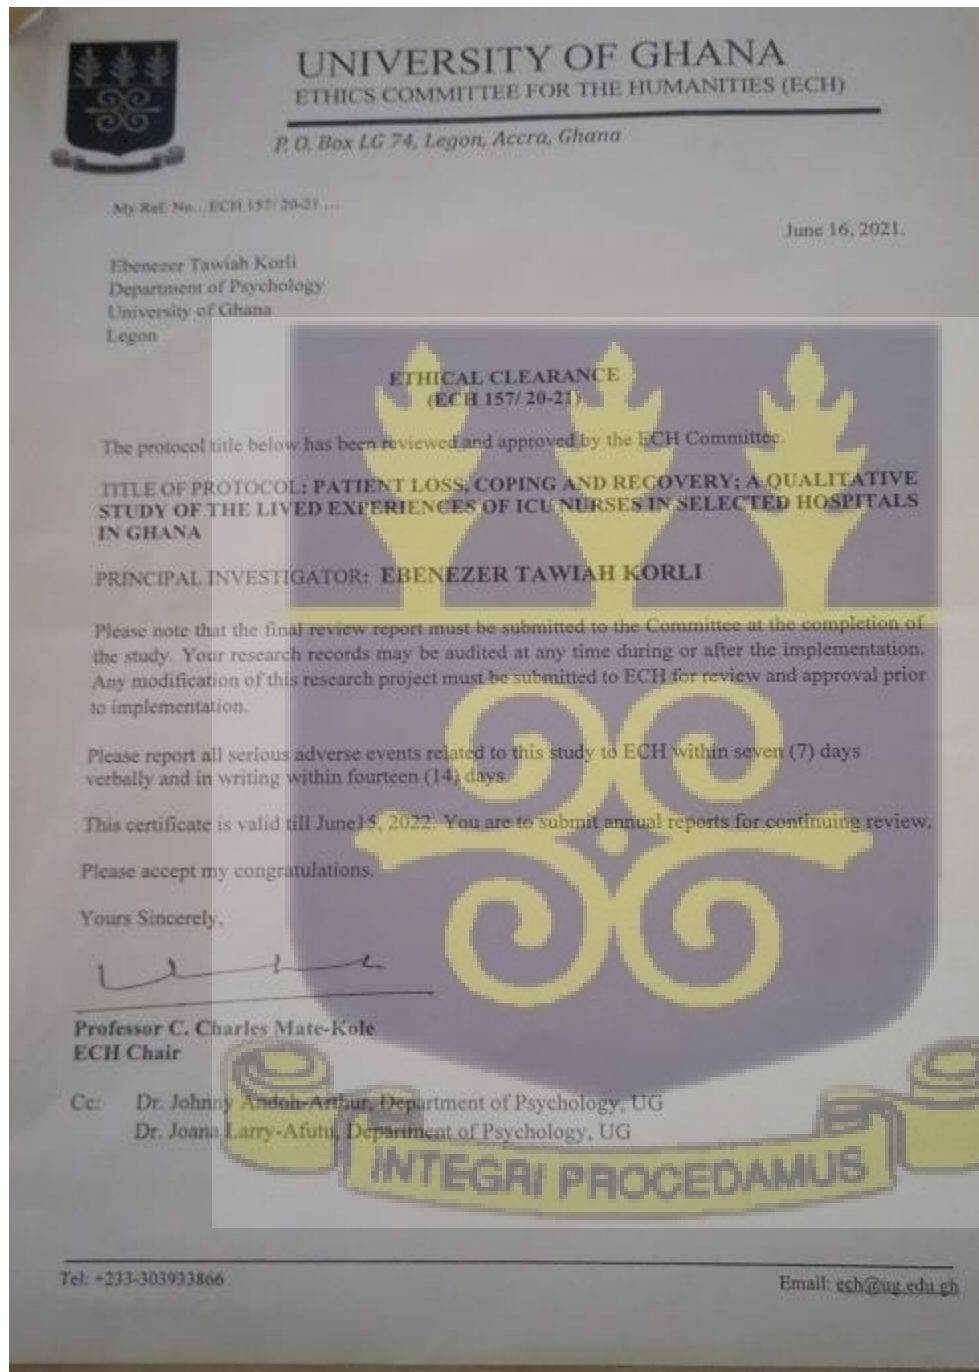 UNIVERSITY OF GHANA
ETHICS COMMITTEE FOR THE HUMANITIES (ECH)
P. O. Box LG 74, Legon, Accra, Ghana
My Ref. No...ECH 157/ 20-21 ...
June 16, 2021.
Ebenezer Tawiah Korli
Department of Psychology
University of Ghana
Legon
ETHICAL CLEARANCE
(ECH 157/ 20-21)
The protocol title below has been reviewed and approved by the ECH Committee.
TITLE OF PROTOCOL: PATIENT LOSS, COPING AND RECOVERY; A QUALITATIVE
STUDY OF THE LIVED EXPERIENCES OF ICU NURSES IN SELECTED HOSPITALS
IN GHANA
PRINCIPAL INVESTIGATOR: EBENEZER TAWIAH KORLI
Please note that the final review report must be submitted to the Committee at the completion of
the study. Your research records may be audited at any time during or after the implementation.
Any modification of this research project must be submitted to ECH for review and approval prior
to implementation.
Please report all serious adverse events related to this study to ECH within seven (7) days
verbally and in writing within fourteen (14) days.
This certificate is valid till June15, 2022. You are to submit annual reports for continuing review.
Please accept my congratulations.
Yours Sincerely,
Professor C. Charles Mate-Kole
ECH Chair
Cc: Dr. Johnny Andoh-Arthur, Department of Psychology, UG
Dr. Joana Larry-Afutu, Department of Psychology, UG
INTEGRI PROCEDAMUS
Tel: +233-303933866
Email: ech@ug.edu.gh